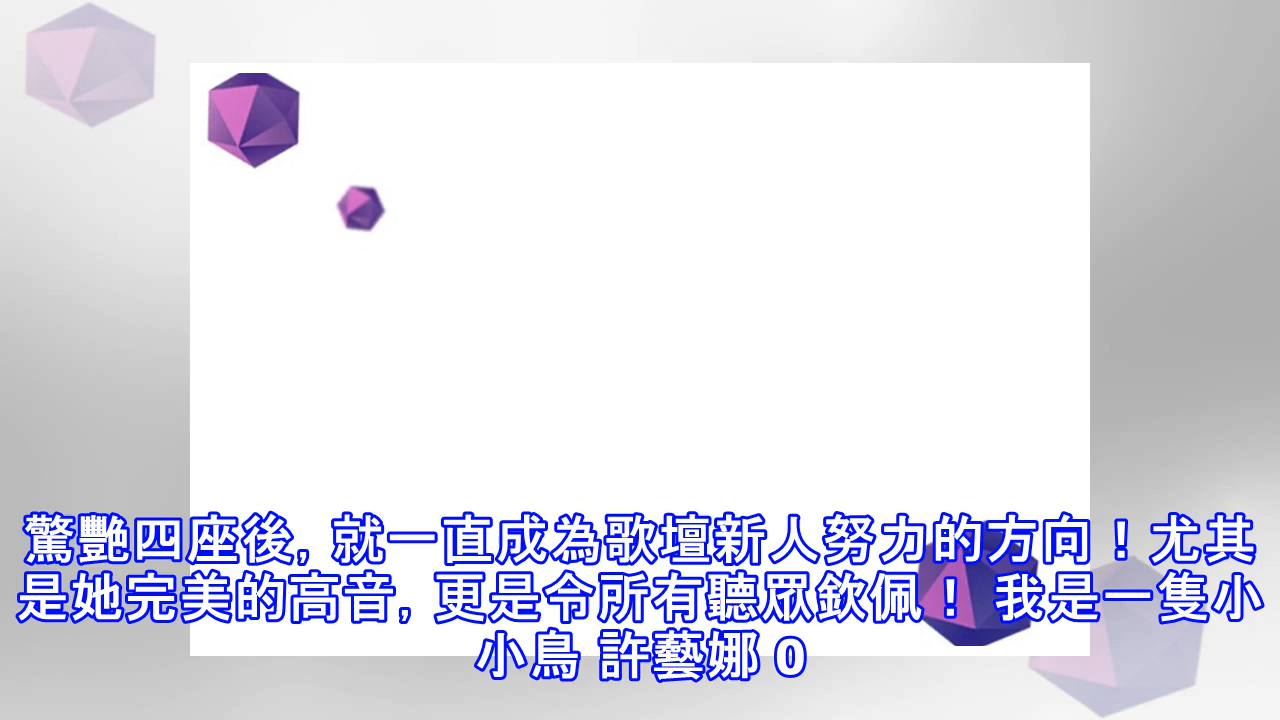 驚艷四座後, 就一直成為歌壇新人努力的方向！尤其
是她完美的高音, 更是令所有聽眾欽佩！ 我是一隻小
小鳥 許藝娜 0